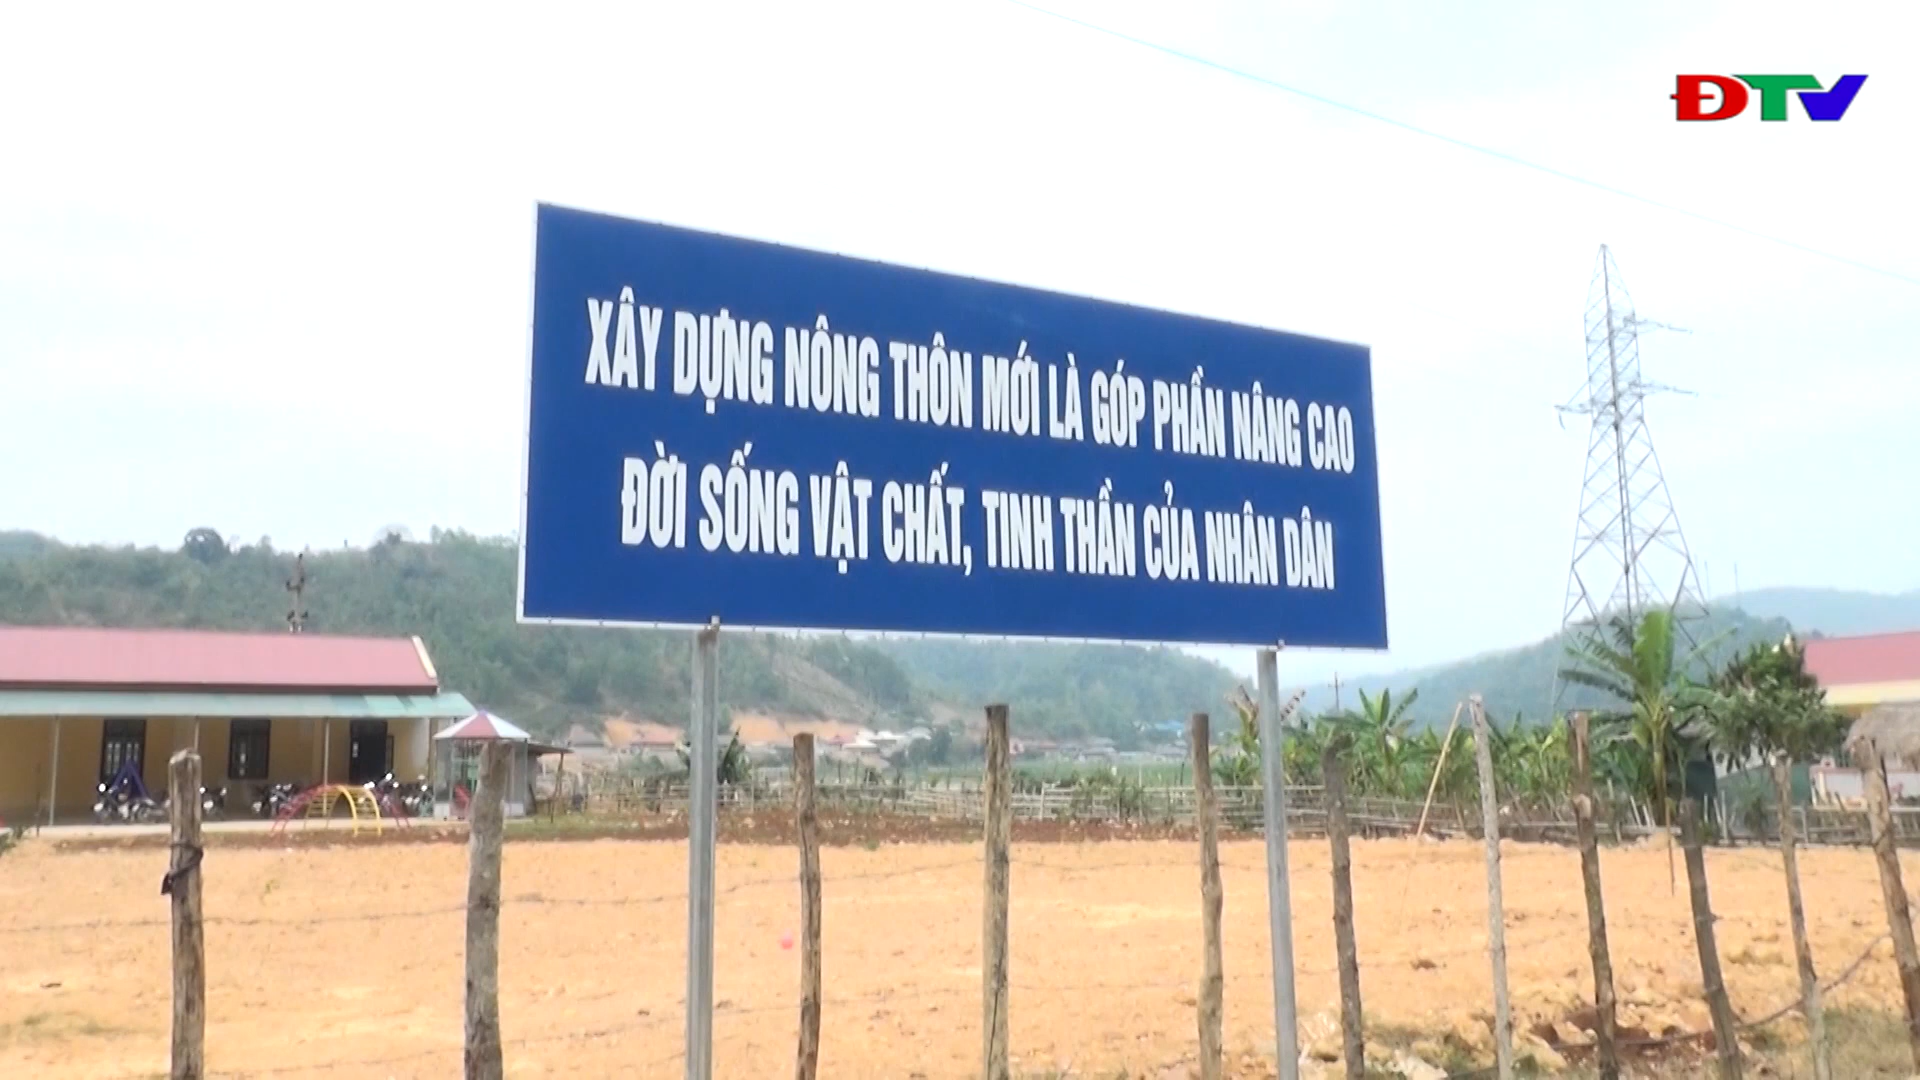 ĐTV
XÂY DỰNG NÔNG THÔN MỚI LÀ GÓP PHẦN NÂNG CAO
ĐỜI SỐNG VẬT CHẤT, TINH THẦN CỦA NHÂN DÂN